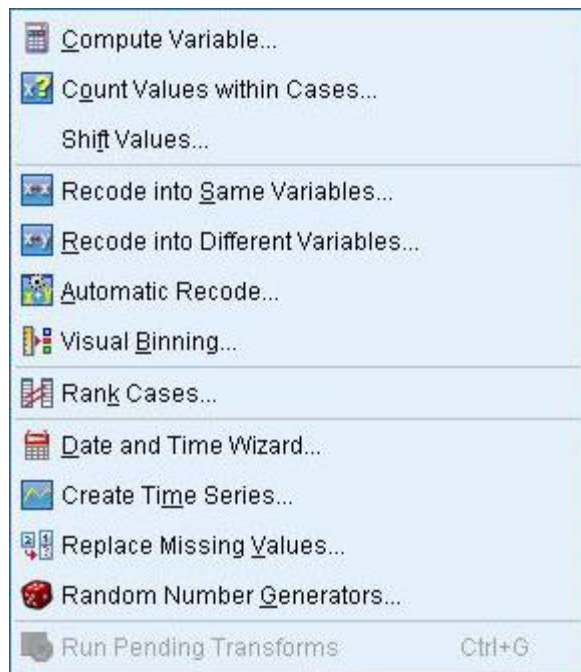 Compute Variable...
Count Values within Cases...
Shift Values...
Recode into Same Variables...
Recode into Different Variables...
Automatic Recode...
Visual Binning...
Rank Cases...
Date and Time Wizard...
Create Time Series...
Replace Missing Values...
Random Number Generators...
Run Pending Transforms Ctrl+G